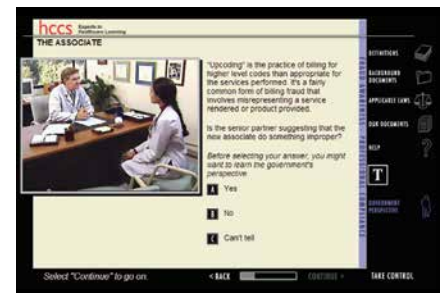 hccs Experts in
Healthcare Learning
THE ASSOCIATE
"Upcoding" is the practice of billing for
higher level codes than appropriate for
the services performed. It's a fairly
common form of billing fraud that
involves misrepresenting a service
rendered or product provided.
Is the senior partner suggesting that the
new associate do something improper?
Before selecting your answer, you might
want to learn the government's
perspective
A Yes
B No
C Can't tell
DEFINITIONS
BACKGROUND
DOCUMENTS
APPLICABLE LAWS
OUR DOCUMENTS
HELP
T
GOVERNMENT
PERSPECTIVE
Select "Continue" to go on.
< BACK
CONTINUE >
TAKE CONTROL